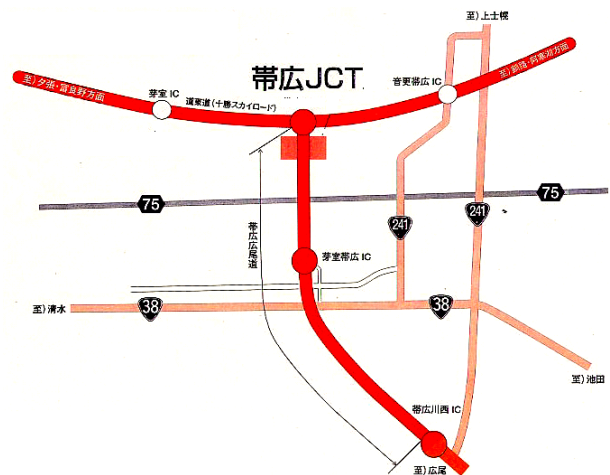 至）上士幌
帯広JCT
音更帯広 IC
至）釧路・阿寒湖方面
至）夕張・富良野方面
芽室 IC
道東道（十勝スカイロード）
75
75
241
241
帯広広尾道
芽室帯広 IC
至）清水
38
38
至）池田
帯広川西 IC
至）広尾